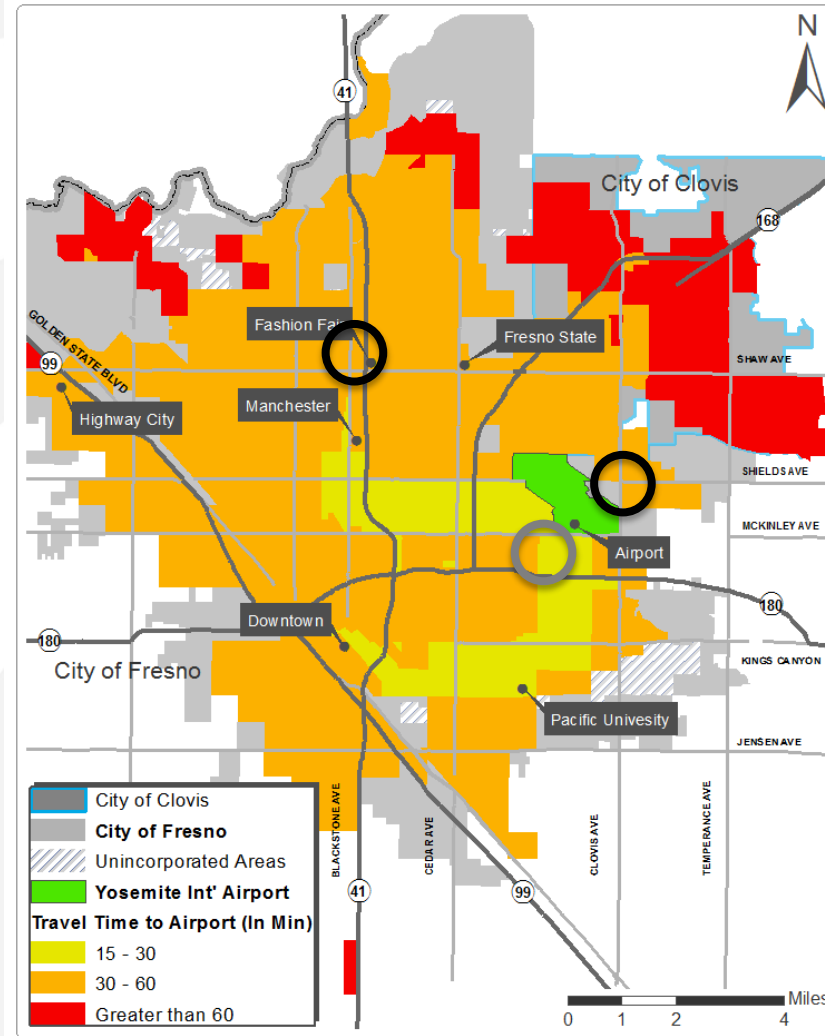 N
41
City of Clovis
168
GOLDEN STATE BLVD
Fashion Fai
Fresno State
99
SHAW AVE
Highway City
Manchester
SHIELDS AVE
MCKINLEY AVE
Airport
180
Downtown
180
KINGS CANYON
City of Fresno
Pacific Univesity
JENSEN AVE
BLACKSTONE AVE
CEDAR AVE
CLOVIS AVE
TEMPERANCE AVE
41
99
City of Clovis
City of Fresno
Unincorporated Areas
Yosemite Int' Airport
Travel Time to Airport (In Min)
15 - 30
30 - 60
Greater than 60
Miles
0 1 2 4